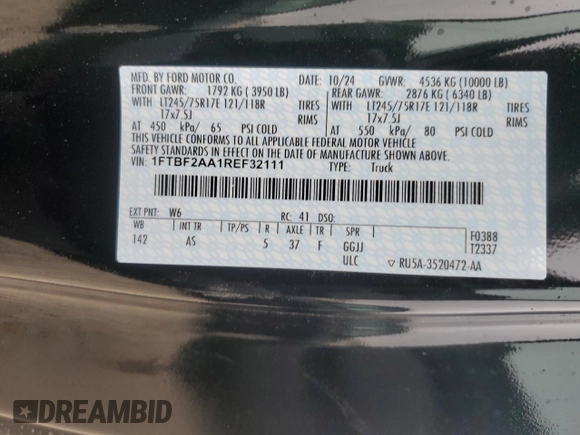 MFD. BY FORD MOTOR CO. 10/24 GVWR: 4536 KG (10000 LB)
FRONT GAWR: 1792 KG ( 3950 LB) REAR GAWR: 2876 KG ( 6340 LB)
WITH LT245/75R17E 121/118R TIRES WITH LT245/75R17E 121/118R TIRES
17x7.5J RIMS 17x7.5J RIMS
AT 450 kPa/ 65 PSI COLD AT 550 kPa/ 80 PSI COLD
THIS VEHICLE CONFORMS TO ALL APPLICABLE FEDERAL MOTOR VEHICLE
SAFETY STANDARDS IN EFFECT ON THE DATE OF MANUFACTURE SHOWN ABOVE.
VIN: 1FTBF2AA1REF32111 TYPE: Truck
EXT PNT: W6 RC: 41 DSO:
WB INT TR TP/PS R AXLE TR SPR F0388
142 AS 5 37 F GGJJ T2337
ULC ▽ RU5A-3520472-AA
DREAMBID